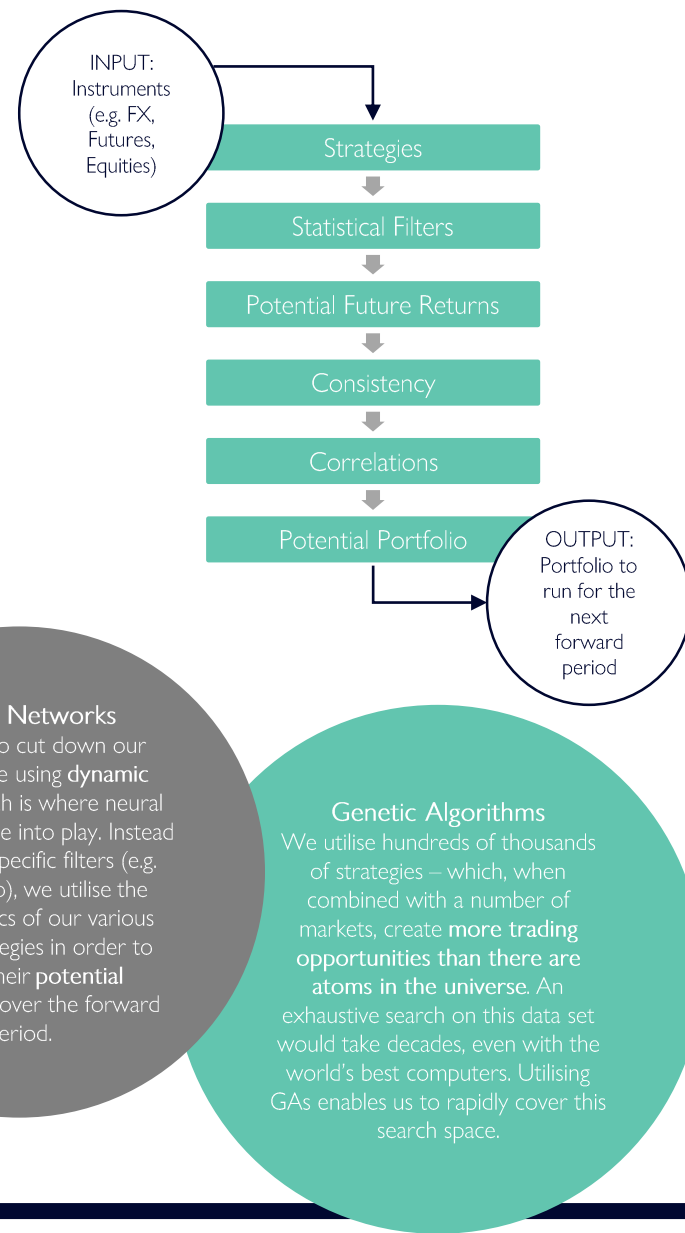 INPUT:
Instruments
(e.g. FX,
Futures,
Equities)
Strategies
Statistical Filters
Potential Future Returns
Consistency
Correlations
Potential Portfolio
OUTPUT:
Portfolio to
run for the
next
forward
period
Networks
cut down our
using dynamic
is where neural
into play. Instead
filters (e.g.
we utilise the
of our various
in order to
potential
over the forward
Genetic Algorithms
We utilise hundreds of thousands
of strategies – which, when
combined with a number of
markets, create more trading
opportunities than there are
atoms in the universe. An
exhaustive search on this data set
would take decades, even with the
world's best computers. Utilising
GAs enables us to rapidly cover this
search space.